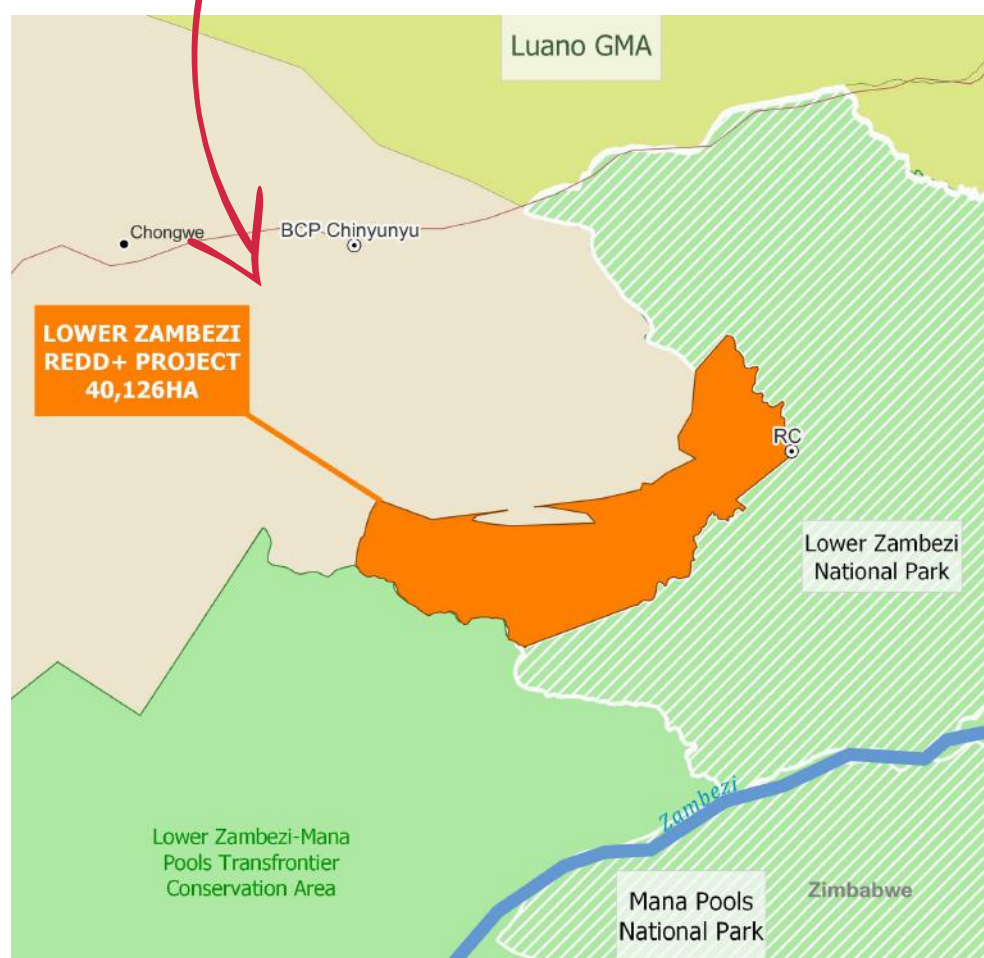 Luano GMA
Chongwe
BCP Chinyunyu
LOWER ZAMBEZI
REDD+ PROJECT
40,126HA
RC
Lower Zambezi
National Park
Zambezi
Lower Zambezi-Mana
Pools Transfrontier
Conservation Area
Mana Pools
National Park
Zimbabwe